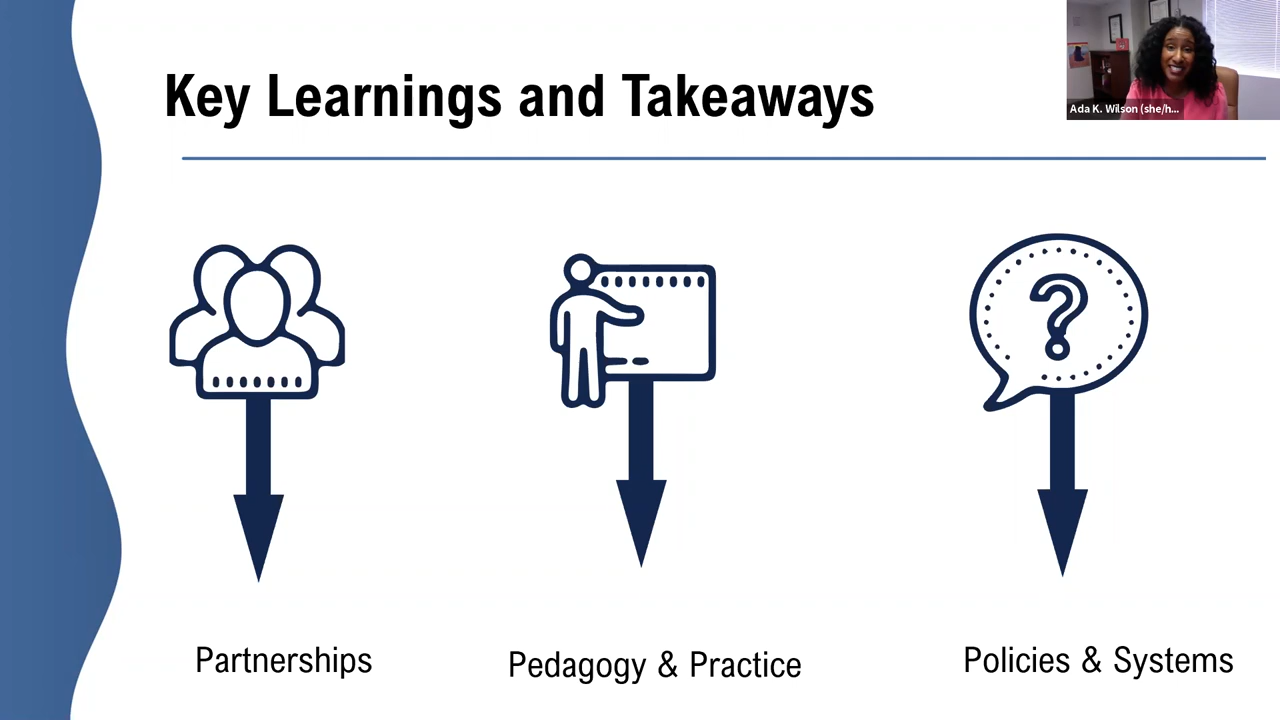 Key Learnings and Takeaways
Ada K. Wilson (she/h...
Partnerships
Pedagogy & Practice
Policies & Systems